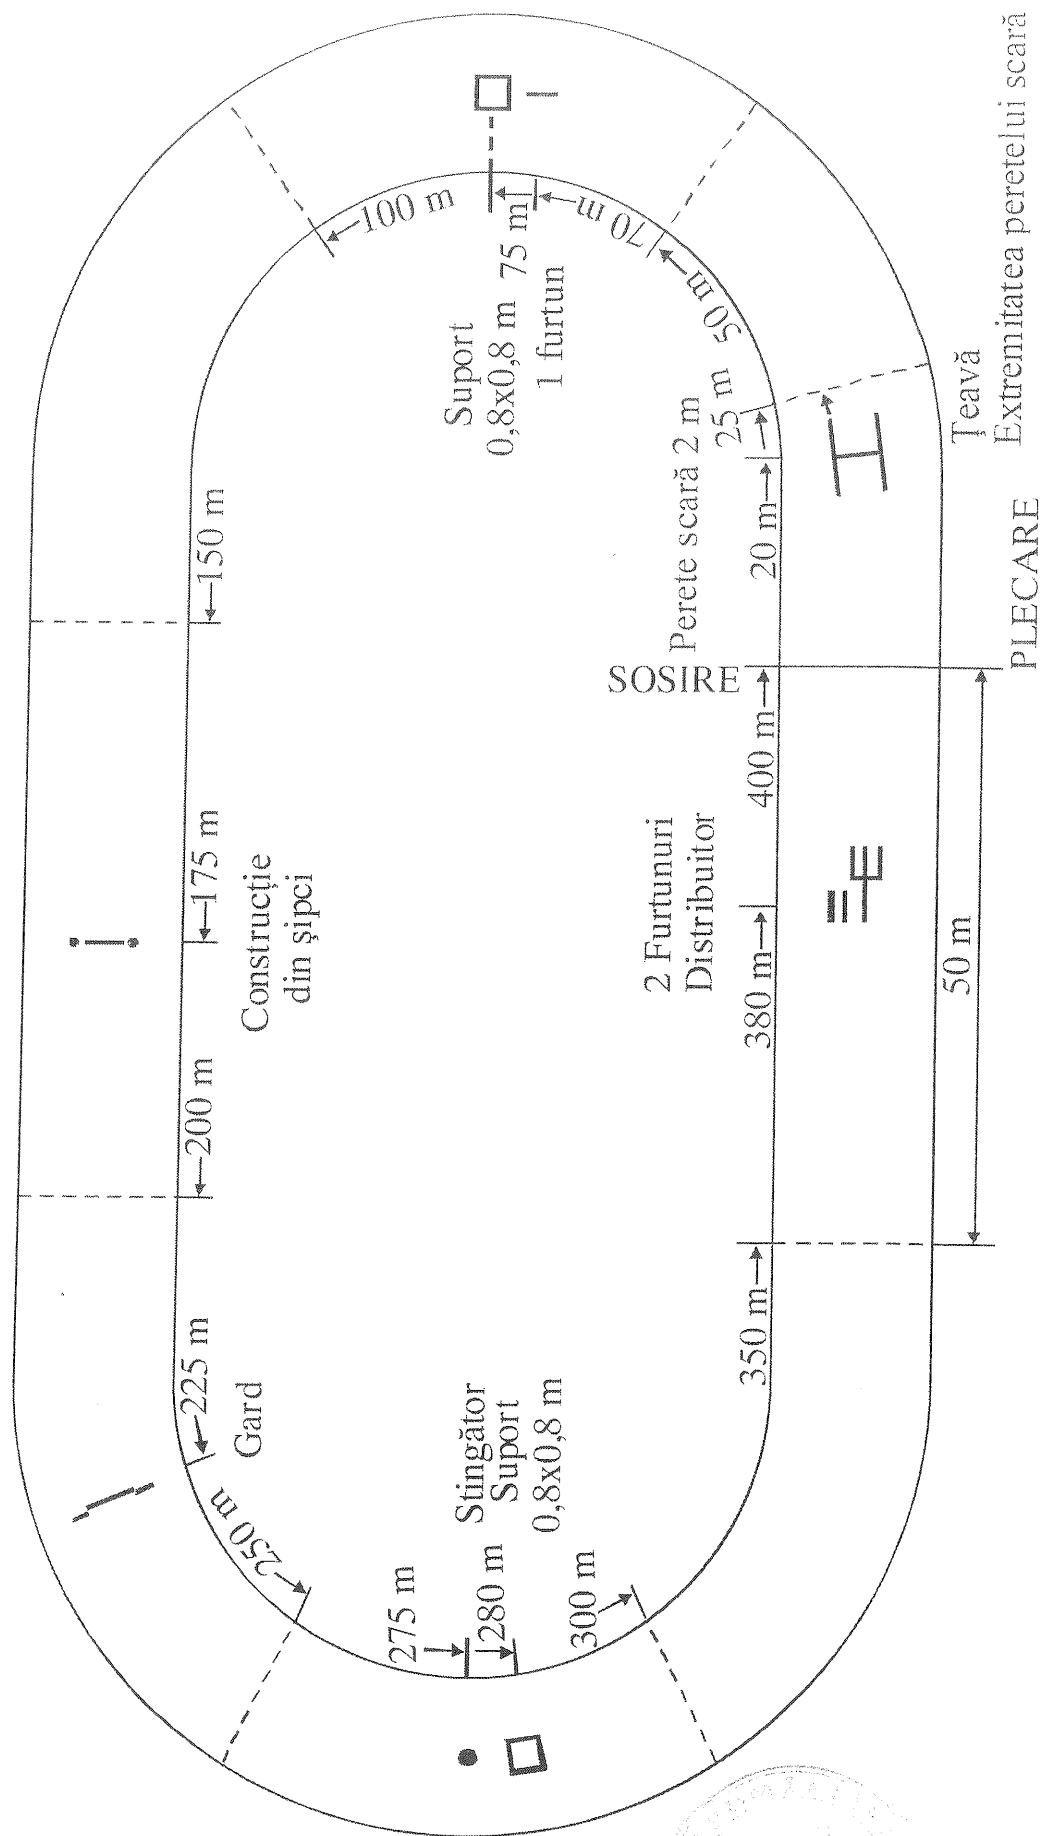 100 m
75 m
70 m
50 m
25 m
20 m
Suport
0,8x0,8 m
1 furtun
Perete scară 2 m
Țeavă
Extremitatea peretelui scară
PLECARE
SOSIRE
150 m
175 m
Construcție
din șipci
200 m
225 m
Gard
250 m
275 m
280 m
Stingător
Suport
0,8x0,8 m
300 m
350 m
380 m
2 Furtunuri
Distribuitor
400 m
50 m